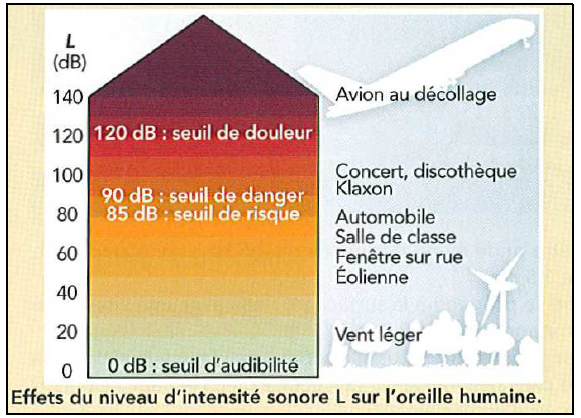 L
(dB)
140
Avion au décollage
120
120 dB : seuil de douleur
100
Concert, discothèque
Klaxon
90 dB : seuil de danger
85 dB : seuil de risque
80
Automobile
Salle de classe
60
Fenêtre sur rue
Éolienne
40
20
Vent léger
0
0 dB : seuil d'audibilité
Effets du niveau d'intensité sonore L sur l'oreille humaine.